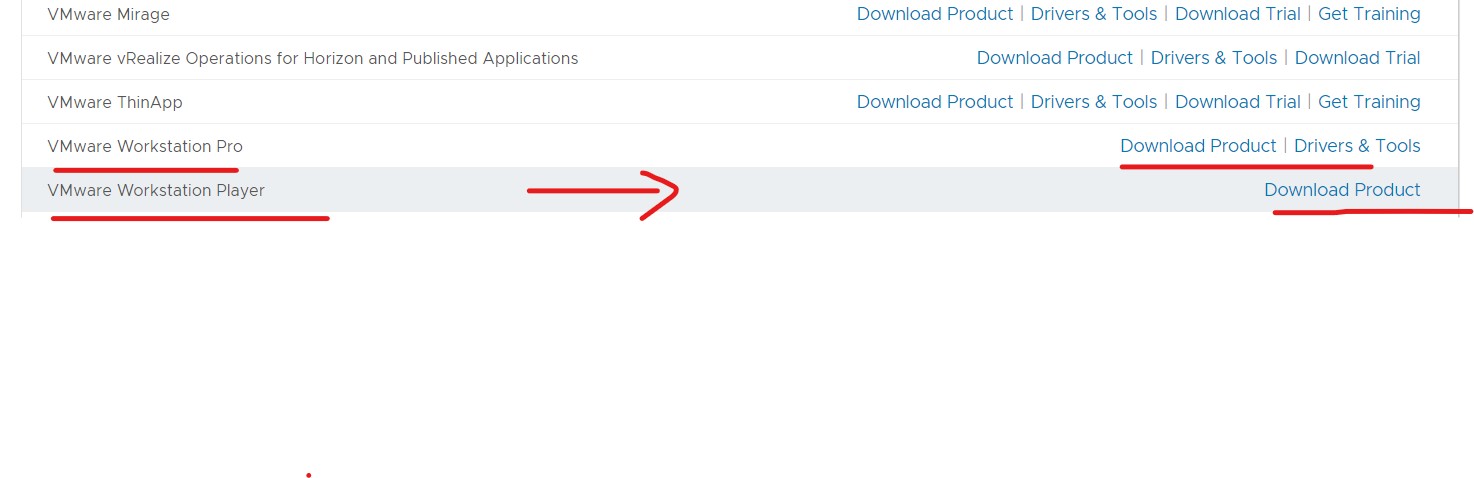 VMware Mirage Download Product | Drivers & Tools | Download Trial | Get Training
VMware vRealize Operations for Horizon and Published Applications Download Product | Drivers & Tools | Download Trial
VMware ThinApp Download Product | Drivers & Tools | Download Trial | Get Training
VMware Workstation Pro Download Product | Drivers & Tools
VMware Workstation Player Download Product